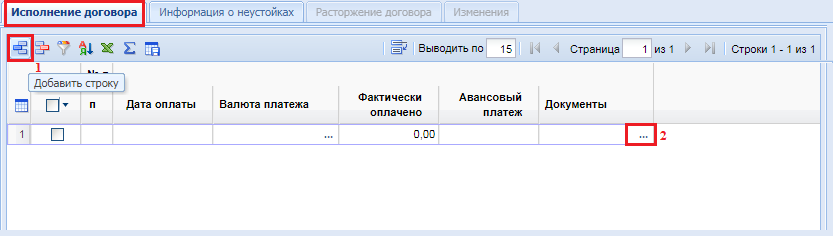 Исполнение договора Информация о неустойках Расторжение договора Изменения
Выводить по 15 Страница 1 из 1 Строки 1 - 1 из 1
1
Добавить строку
№ п п Дата оплаты Валюта платежа Фактически оплачено Авансовый платеж Документы
1 ... 0,00 ... 2